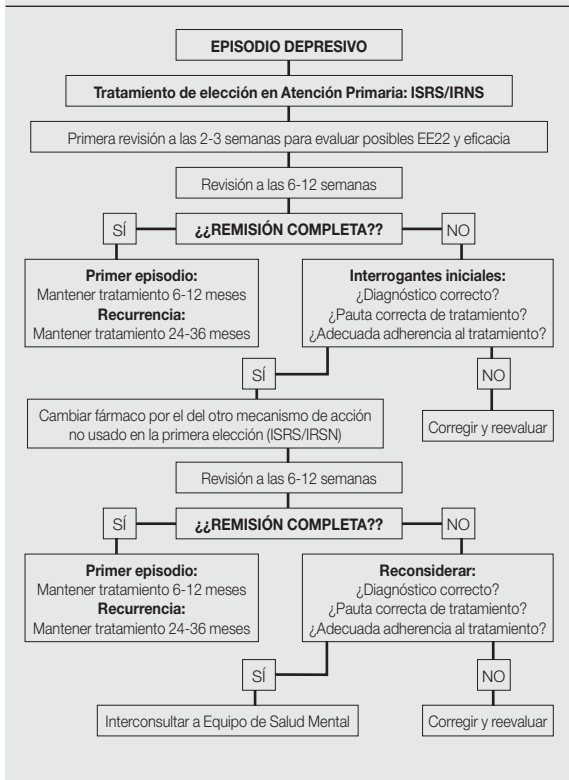 EPISODIO DEPRESIVO
Tratamiento de elección en Atención Primaria: ISRS/IRNS
Primera revisión a las 2-3 semanas para evaluar posibles EE22 y eficacia
Revisión a las 6-12 semanas
SÍ
¿¿REMISIÓN COMPLETA??
NO
Primer episodio:
Mantener tratamiento 6-12 meses
Recurrencia:
Mantener tratamiento 24-36 meses
Interrogantes iniciales:
¿Diagnóstico correcto?
¿Pauta correcta de tratamiento?
¿Adecuada adherencia al tratamiento?
SÍ
NO
Cambiar fármaco por el del otro mecanismo de acción
no usado en la primera elección (ISRS/IRSN)
Corregir y reevaluar
Revisión a las 6-12 semanas
SÍ
¿¿REMISIÓN COMPLETA??
NO
Primer episodio:
Mantener tratamiento 6-12 meses
Recurrencia:
Mantener tratamiento 24-36 meses
Reconsiderar:
¿Diagnóstico correcto?
¿Pauta correcta de tratamiento?
¿Adecuada adherencia al tratamiento?
SÍ
NO
Interconsultar a Equipo de Salud Mental
Corregir y reevaluar